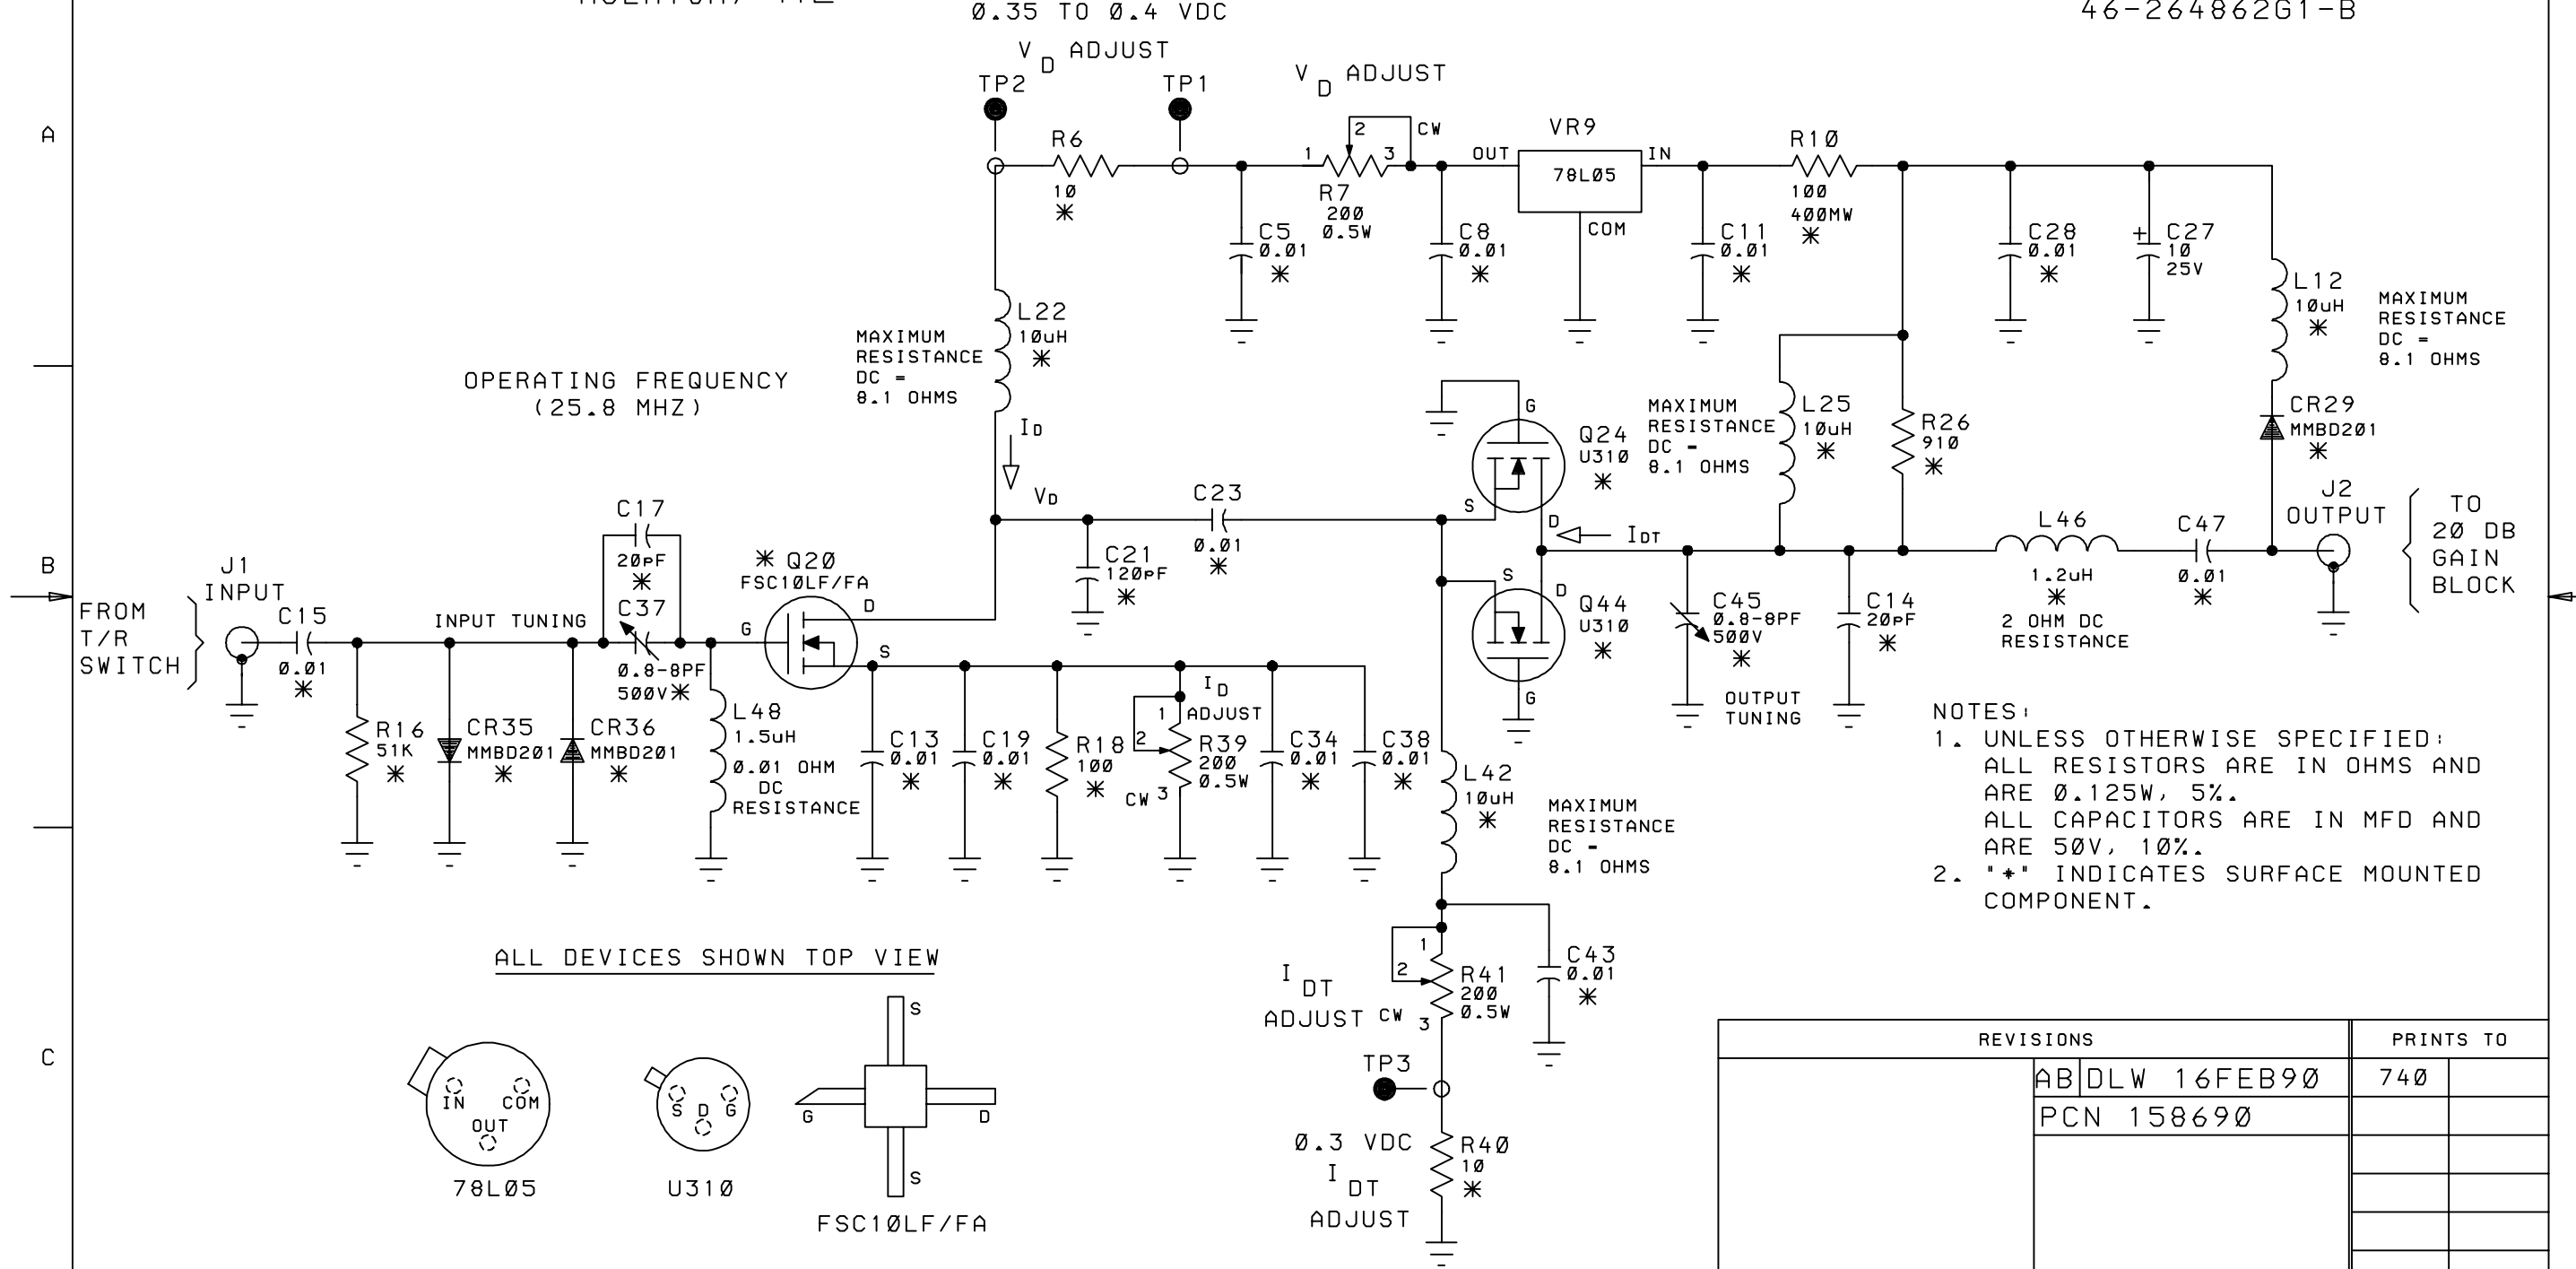 0.35 TO 0.4 VDC
V D ADJUST
46-264862G1-B
TP2
TP1
V D ADJUST
A
R6
10
*
1
2
3
CW
R7
200
0.5W
OUT
VR9
78L05
IN
COM
R10
100
400MW
*
C5
0.01
*
C8
0.01
*
C11
0.01
*
C28
0.01
*
+
C27
10
25V
L12
10uH
*
MAXIMUM
RESISTANCE
DC =
8.1 OHMS
MAXIMUM
RESISTANCE
DC =
8.1 OHMS
L22
10uH
*
OPERATING FREQUENCY
(25.8 MHZ)
ID
VD
G
S
D
Q24
U310
*
MAXIMUM
RESISTANCE
DC =
8.1 OHMS
L25
10uH
*
R26
910
*
CR29
MMBD201
*
J2
OUTPUT
TO
20 DB
GAIN
BLOCK
B
FROM
T/R
SWITCH
J1
INPUT
C15
0.01
*
INPUT TUNING
C17
20pF
*
C37
0.8-8PF
500V*
* Q20
FSC10LF/FA
G
D
S
C21
120pF
*
C23
0.01
*
IDT
S
D
G
Q44
U310
*
C45
0.8-8PF
500V
*
OUTPUT
TUNING
C14
20pF
*
L46
1.2uH
*
2 OHM DC
RESISTANCE
C47
0.01
*
R16
51K
*
CR35
MMBD201
*
CR36
MMBD201
*
L48
1.5uH
0.01 OHM
DC
RESISTANCE
C13
0.01
*
C19
0.01
*
R18
100
*
I D
ADJUST
1
2
CW 3
R39
200
0.5W
C34
0.01
*
C38
0.01
*
L42
10uH
*
MAXIMUM
RESISTANCE
DC =
8.1 OHMS
NOTES:
1. UNLESS OTHERWISE SPECIFIED:
ALL RESISTORS ARE IN OHMS AND
ARE 0.125W, 5%.
ALL CAPACITORS ARE IN MFD AND
ARE 50V, 10%.
2. "*" INDICATES SURFACE MOUNTED
COMPONENT.
ALL DEVICES SHOWN TOP VIEW
C
IN
COM
OUT
78L05
S D G
U310
S
G
D
S
FSC10LF/FA
I DT
ADJUST
1
2
CW 3
R41
200
0.5W
C43
0.01
*
TP3
0.3 VDC
I DT
ADJUST
R40
10
*
REVISIONS
PRINTS TO
AB DLW 16FEB90
740
PCN 158690